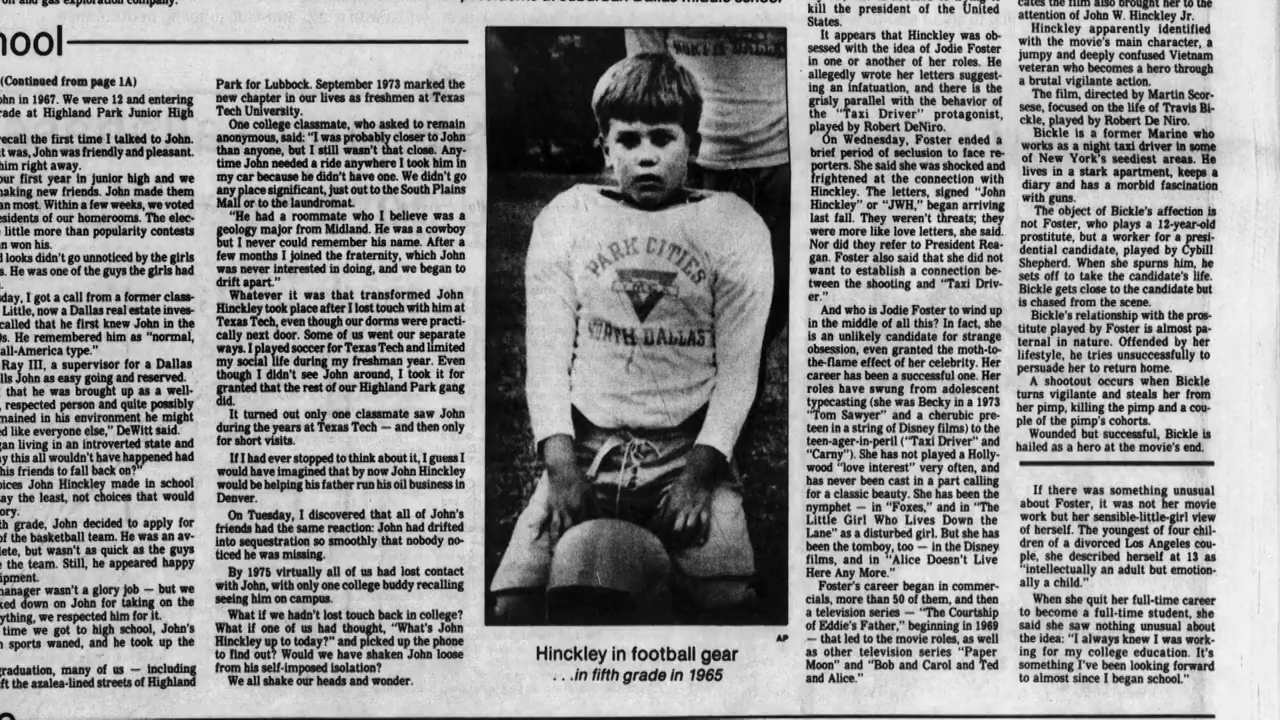 on and gas exploration company.
hool
(Continued from page 1A)
ohn in 1967. We were 12 and entering
rade at Highland Park Junior High
recall the first time I talked to John.
it was, John was friendly and pleasant.
him right away.
our first year in junior high and we
making new friends. John made them
an most. Within a few weeks, we voted
esidents of our homerooms. The elec-
little more than popularity contests
n won his.
d looks didn't go unnoticed by the girls
s. He was one of the guys the girls had
sday, I got a call from a former class-
Little, now a Dallas real estate inves-
called that he first knew John in the
0s. He remembered him as "normal,
all-America type."
Ray III, a supervisor for a Dallas
lls John as easy going and reserved.
that he was brought up as a well-
, respected person and quite possibly
mained in his environment he might
ed like everyone else," DeWitt said.
gan living in an introverted state and
y this all wouldn't have happened had
his friends to fall back on?"
oices John Hinckley made in school
ay the least, not choices that would
ory.
th grade, John decided to apply for
of the basketball team. He was an av-
lete, but wasn't as quick as the guys
e the team. Still, he appeared happy
ipment.
manager wasn't a glory job — but we
ked down on John for taking on the
ything, we respected him for it.
time we got to high school, John's
n sports waned, and he took up the
graduation, many of us — including
ft the azalea-lined streets of Highland
Park for Lubbock. September 1973 marked the
new chapter in our lives as freshmen at Texas
Tech University.
One college classmate, who asked to remain
anonymous, said: "I was probably closer to John
than anyone, but I still wasn't that close. Any-
time John needed a ride anywhere I took him in
my car because he didn't have one. We didn't go
any place significant, just out to the South Plains
Mall or to the laundromat.
"He had a roommate who I believe was a
geology major from Midland. He was a cowboy
but I never could remember his name. After a
few months I joined the fraternity, which John
was never interested in doing, and we began to
drift apart."
Whatever it was that transformed John
Hinckley took place after I lost touch with him at
Texas Tech, even though our dorms were practi-
cally next door. Some of us went our separate
ways. I played soccer for Texas Tech and limited
my social life during my freshman year. Even
though I didn't see John around, I took it for
granted that the rest of our Highland Park gang
did.
It turned out only one classmate saw John
during the years at Texas Tech — and then only
for short visits.
If I had ever stopped to think about it, I guess I
would have imagined that by now John Hinckley
would be helping his father run his oil business in
Denver.
On Tuesday, I discovered that all of John's
friends had the same reaction: John had drifted
into sequestration so smoothly that nobody no-
ticed he was missing.
By 1975 virtually all of us had lost contact
with John, with only one college buddy recalling
seeing him on campus.
What if we hadn't lost touch back in college?
What if one of us had thought, "What's John
Hinckley up to today?" and picked up the phone
to find out? Would we have shaken John loose
from his self-imposed isolation?
We all shake our heads and wonder.
NORTH DALLA
PARK CITIES
YMCA
NORTH DALLAS
AP
Hinckley in football gear
. . .in fifth grade in 1965
kill the president of the United
States.
It appears that Hinckley was ob-
sessed with the idea of Jodie Foster
in one or another of her roles. He
allegedly wrote her letters suggest-
ing an infatuation, and there is the
grisly parallel with the behavior of
the "Taxi Driver" protagonist,
played by Robert DeNiro.
On Wednesday, Foster ended a
brief period of seclusion to face re-
porters. She said she was shocked and
frightened at the connection with
Hinckley. The letters, signed "John
Hinckley" or "JWH," began arriving
last fall. They weren't threats; they
were more like love letters, she said.
Nor did they refer to President Rea-
gan. Foster also said that she did not
want to establish a connection be-
tween the shooting and "Taxi Driv-
er."
And who is Jodie Foster to wind up
in the middle of all this? In fact, she
is an unlikely candidate for strange
obsession, even granted the moth-to-
the-flame effect of her celebrity. Her
career has been a successful one. Her
roles have swung from adolescent
typecasting (she was Becky in a 1973
"Tom Sawyer" and a cherubic pre-
teen in a string of Disney films) to the
teen-ager-in-peril ("Taxi Driver" and
"Carny"). She has not played a Holly-
wood "love interest" very often, and
has never been cast in a part calling
for a classic beauty. She has been the
nymphet — in "Foxes," and in "The
Little Girl Who Lives Down the
Lane" as a disturbed girl. But she has
been the tomboy, too — in the Disney
films, and in "Alice Doesn't Live
Here Any More."
Foster's career began in commer-
cials, more than 50 of them, and then
a television series — "The Courtship
of Eddie's Father," beginning in 1969
— that led to the movie roles, as well
as other television series "Paper
Moon" and "Bob and Carol and Ted
and Alice."
cates the film also brought her to the
attention of John W. Hinckley Jr.
Hinckley apparently identified
with the movie's main character, a
jumpy and deeply confused Vietnam
veteran who becomes a hero through
a brutal vigilante action.
The film, directed by Martin Scor-
sese, focused on the life of Travis Bi-
ckle, played by Robert De Niro.
Bickle is a former Marine who
works as a night taxi driver in some
of New York's seediest areas. He
lives in a stark apartment, keeps a
diary and has a morbid fascination
with guns.
The object of Bickle's affection is
not Foster, who plays a 12-year-old
prostitute, but a worker for a presi-
dential candidate, played by Cybill
Shepherd. When she spurns him, he
sets off to take the candidate's life.
Bickle gets close to the candidate but
is chased from the scene.
Bickle's relationship with the pros-
titute played by Foster is almost pa-
ternal in nature. Offended by her
lifestyle, he tries unsuccessfully to
persuade her to return home.
A shootout occurs when Bickle
turns vigilante and steals her from
her pimp, killing the pimp and a cou-
ple of the pimp's cohorts.
Wounded but successful, Bickle is
hailed as a hero at the movie's end.
If there was something unusual
about Foster, it was not her movie
work but her sensible-little-girl view
of herself. The youngest of four chil-
dren of a divorced Los Angeles cou-
ple, she described herself at 13 as
"intellectually an adult but emotion-
ally a child."
When she quit her full-time career
to become a full-time student, she
said she saw nothing unusual about
the idea: "I always knew I was work-
ing for my college education. It's
something I've been looking forward
to almost since I began school."